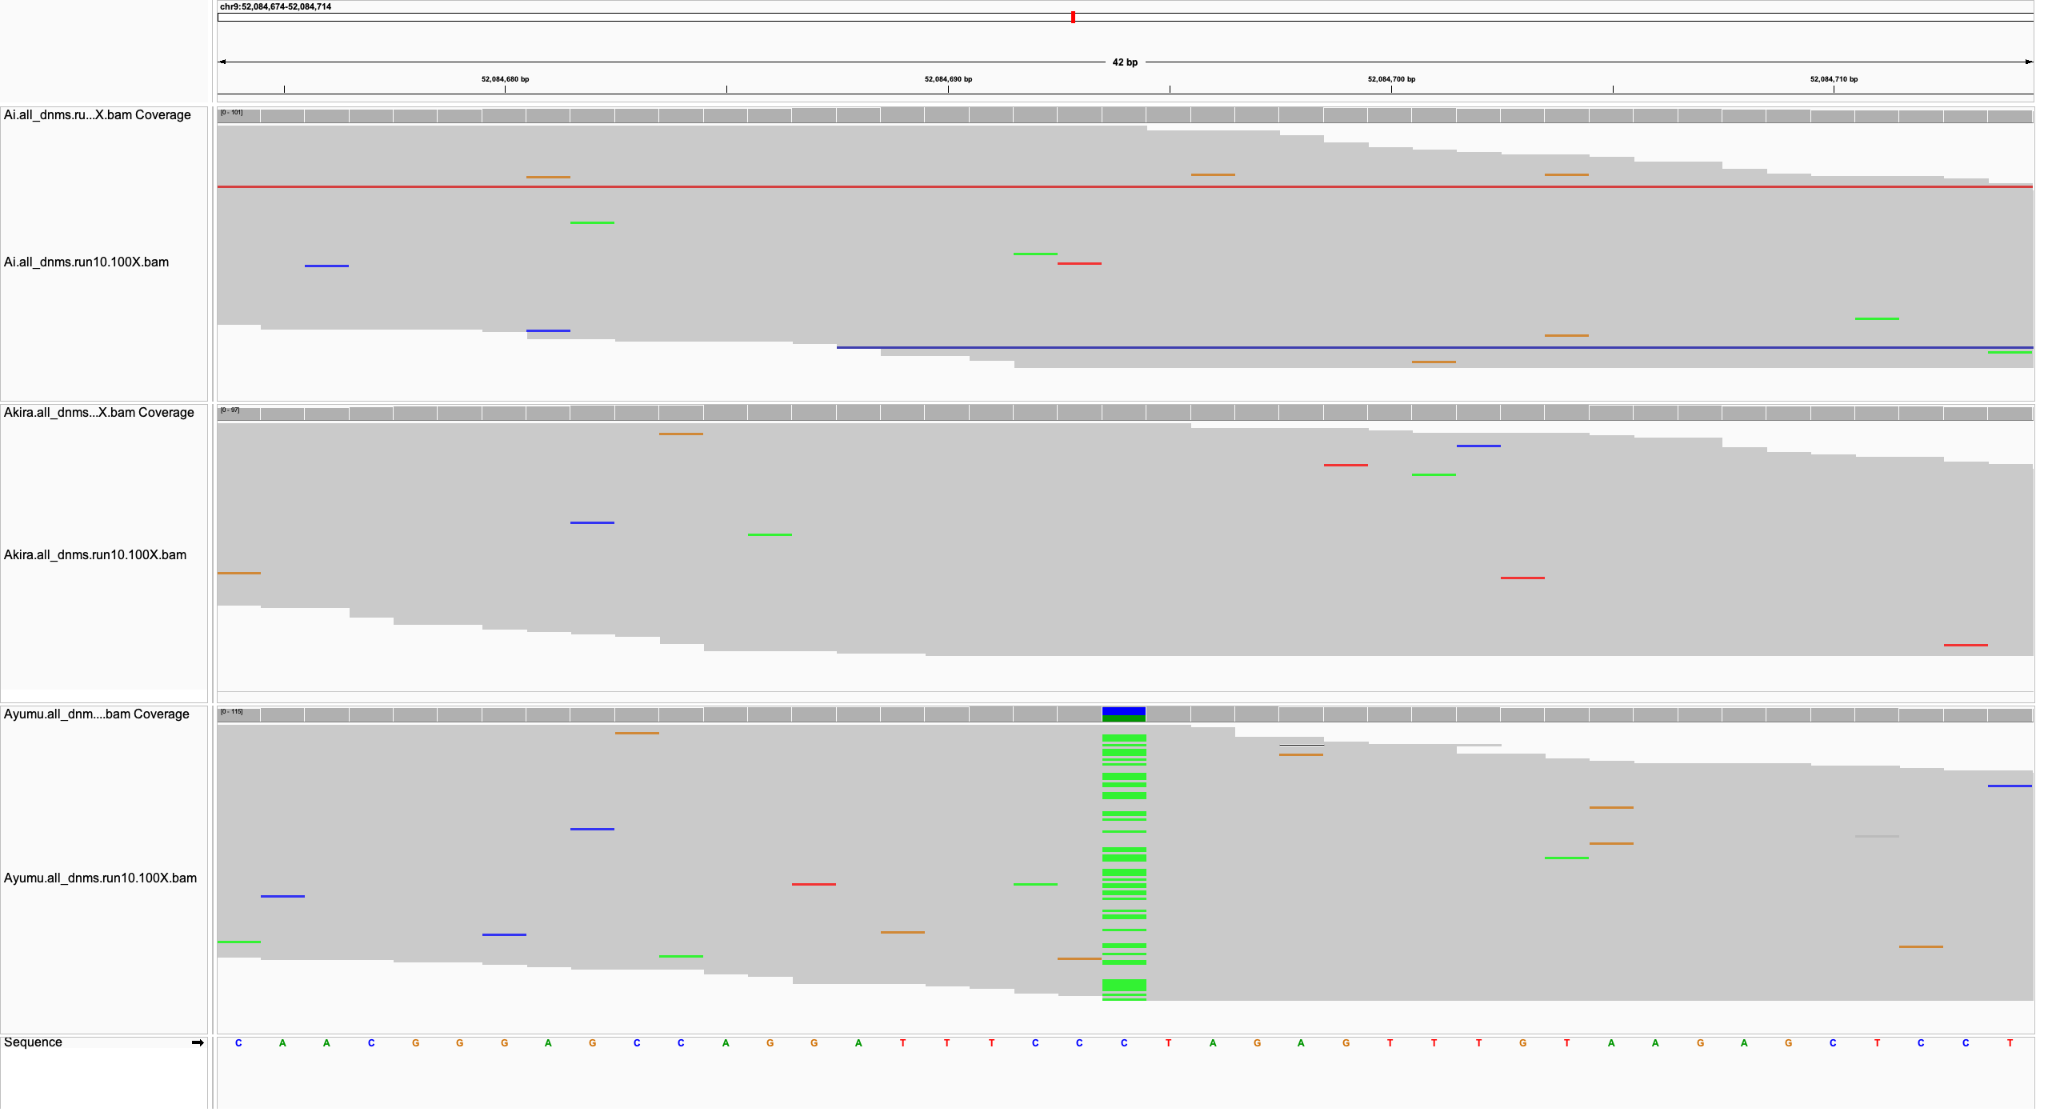 chr9:52,084,674-52,084,714
42 bp
52,084,680 bp 52,084,690 bp 52,084,700 bp 52,084,710 bp
Ai.all_dnms.ru...X.bam Coverage
[0 - 101]
Ai.all_dnms.run10.100X.bam
Akira.all_dnms...X.bam Coverage
[0 - 97]
Akira.all_dnms.run10.100X.bam
Ayumu.all_dnm....bam Coverage
[0 - 115]
Ayumu.all_dnms.run10.100X.bam
Sequence C A A C G G G A G C C A G G A T T T C C C T A G A G T T T G T A A G A G C T C C T